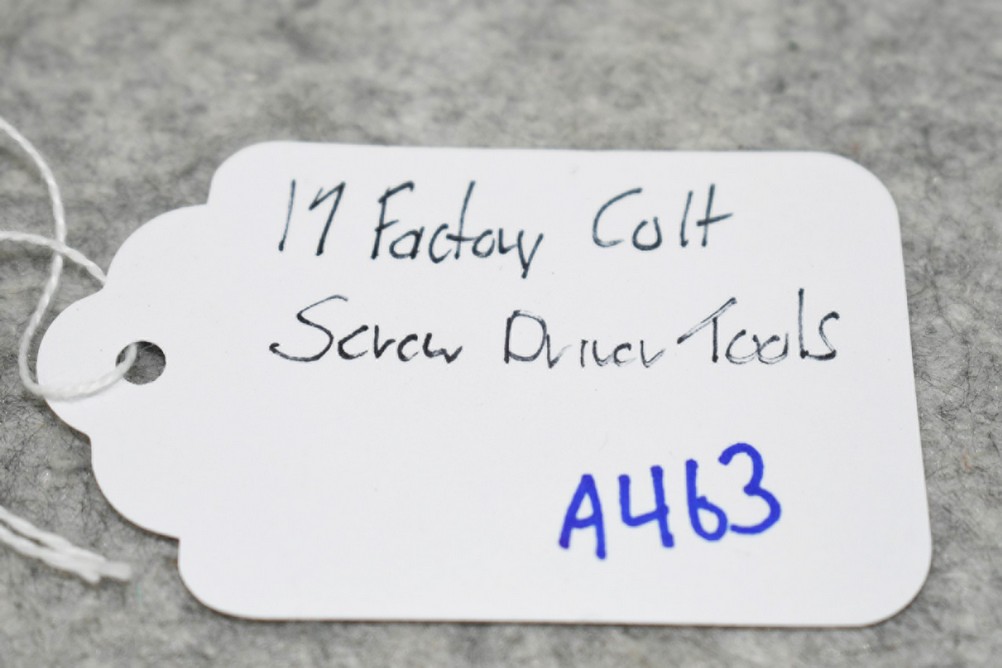 17 Factory Colt
Screw Driver Tools
A463